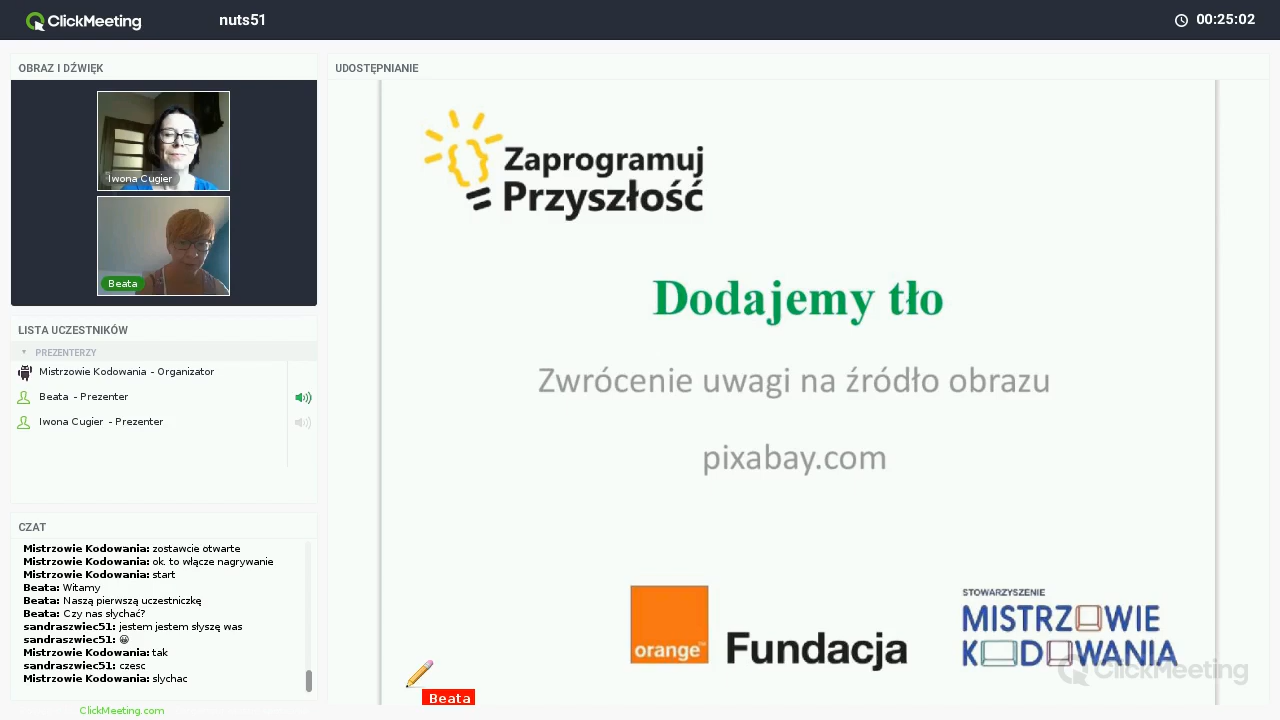 ClickMeeting
nuts51
00:25:02
OBRAZ I DŹWIĘK
Iwona Cugier
Beata
LISTA UCZESTNIKÓW
PREZENTERZY
Mistrzowie Kodowania - Organizator
Beata - Prezenter
Iwona Cugier - Prezenter
CZAT
Mistrzowie Kodowania: zostawcie otwarte
Mistrzowie Kodowania: ok. to włącze nagrywanie
Mistrzowie Kodowania: start
Beata: Witamy
Beata: Naszą pierwszą uczestniczkę
Beata: Czy nas słychać?
sandraszwiec51: jestem jestem słyszę was
sandraszwiec51: 😀
Mistrzowie Kodowania: tak
sandraszwiec51: czesc
Mistrzowie Kodowania: slychac
ClickMeeting.com
UDOSTĘPNIANIE
Zaprogramuj
Przyszłość
Dodajemy tło
Zwrócenie uwagi na źródło obrazu
pixabay.com
orange™
Fundacja
STOWARZYSZENIE
MISTRZOWIE
KODOWANIA
ClickMeeting
Beata